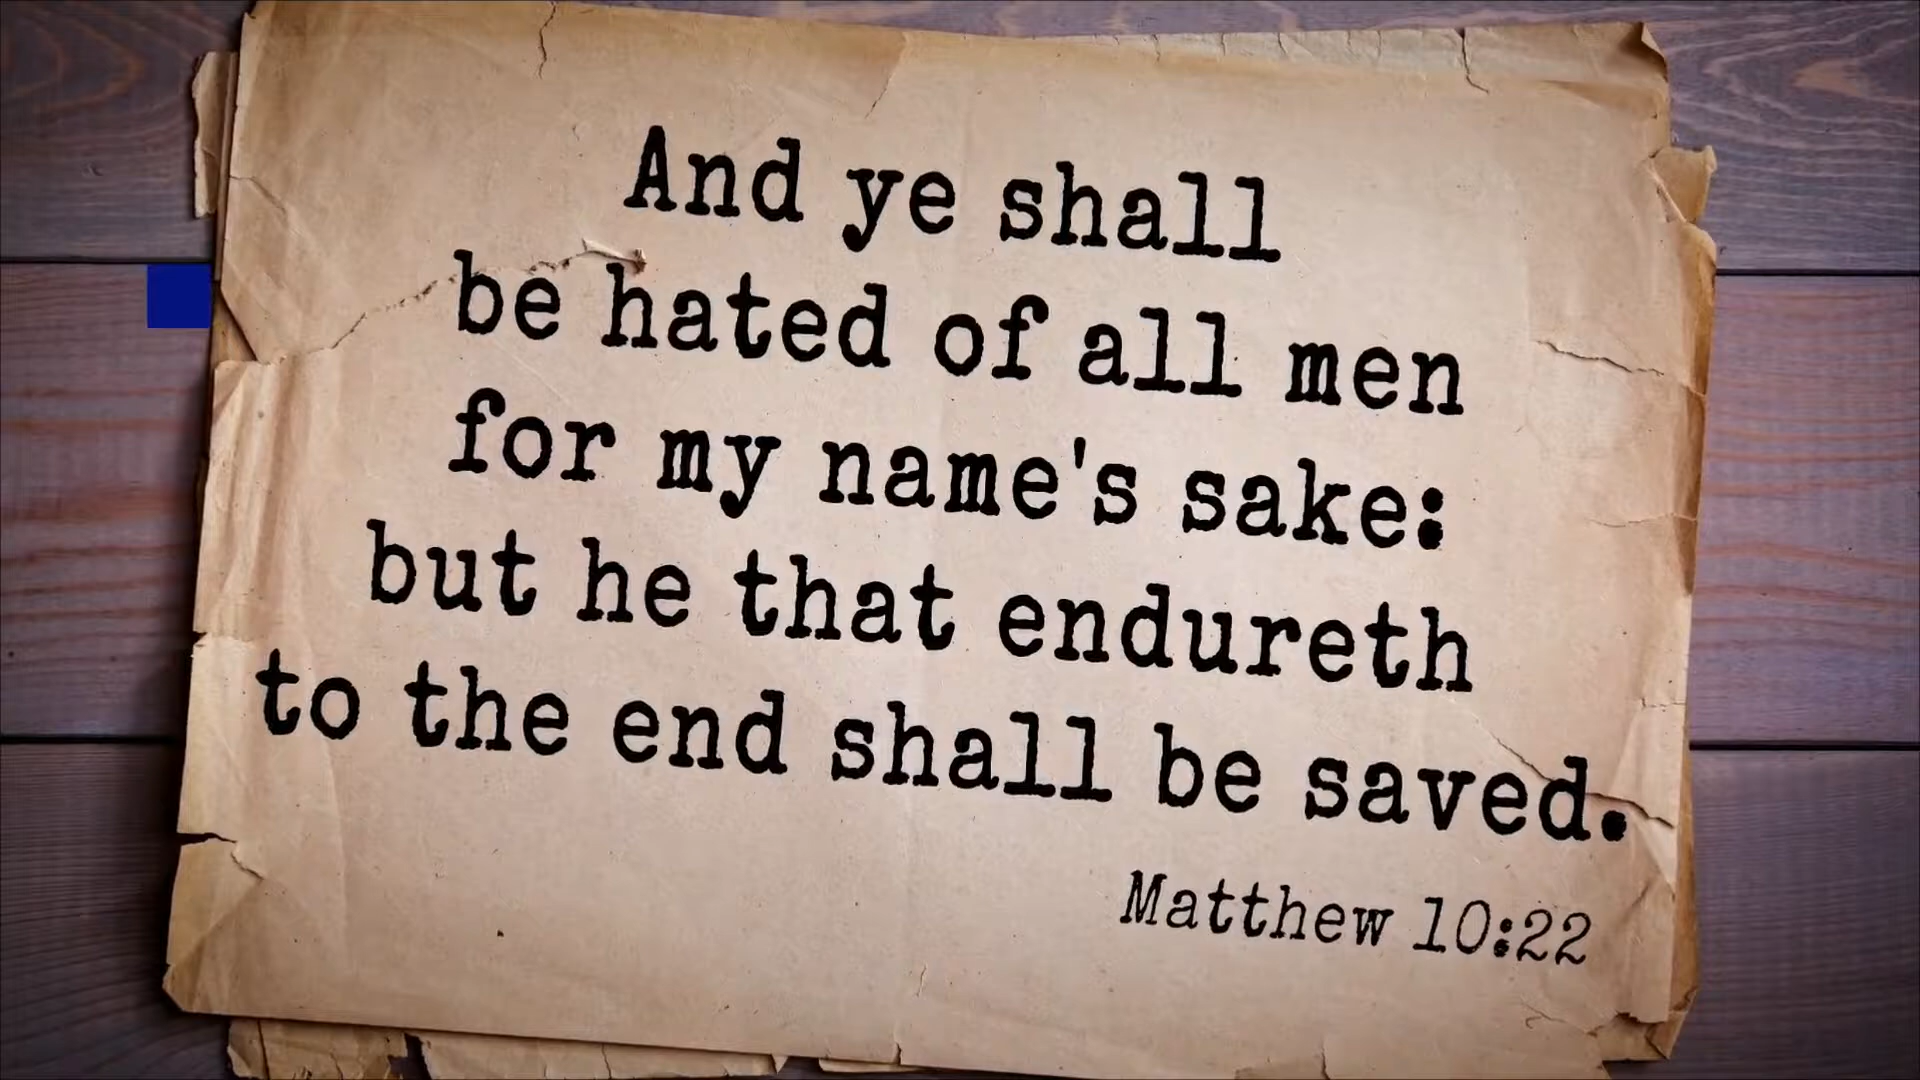 And ye shall
be hated of all men
for my name's sake:
but he that endureth
to the end shall be saved.
Matthew 10:22